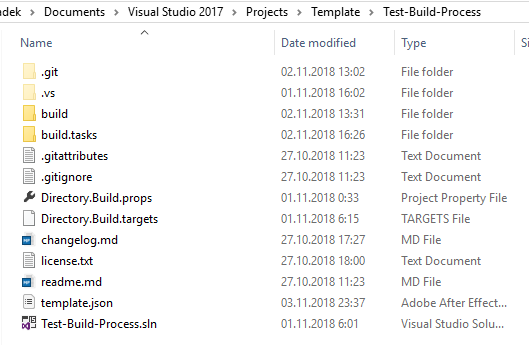 adek > Documents > Visual Studio 2017 > Projects > Template > Test-Build-Process
Name Date modified Type Si
.git 02.11.2018 13:02 File folder
.vs 01.11.2018 16:02 File folder
build 02.11.2018 13:31 File folder
build.tasks 02.11.2018 16:26 File folder
.gitattributes 27.10.2018 11:23 Text Document
.gitignore 27.10.2018 11:23 Text Document
Directory.Build.props 01.11.2018 0:33 Project Property File
Directory.Build.targets 01.11.2018 6:15 TARGETS File
changelog.md 27.10.2018 17:27 MD File
license.txt 27.10.2018 18:00 Text Document
readme.md 27.10.2018 11:23 MD File
template.json 03.11.2018 23:37 Adobe After Effect...
Test-Build-Process.sln 01.11.2018 6:01 Visual Studio Solu...